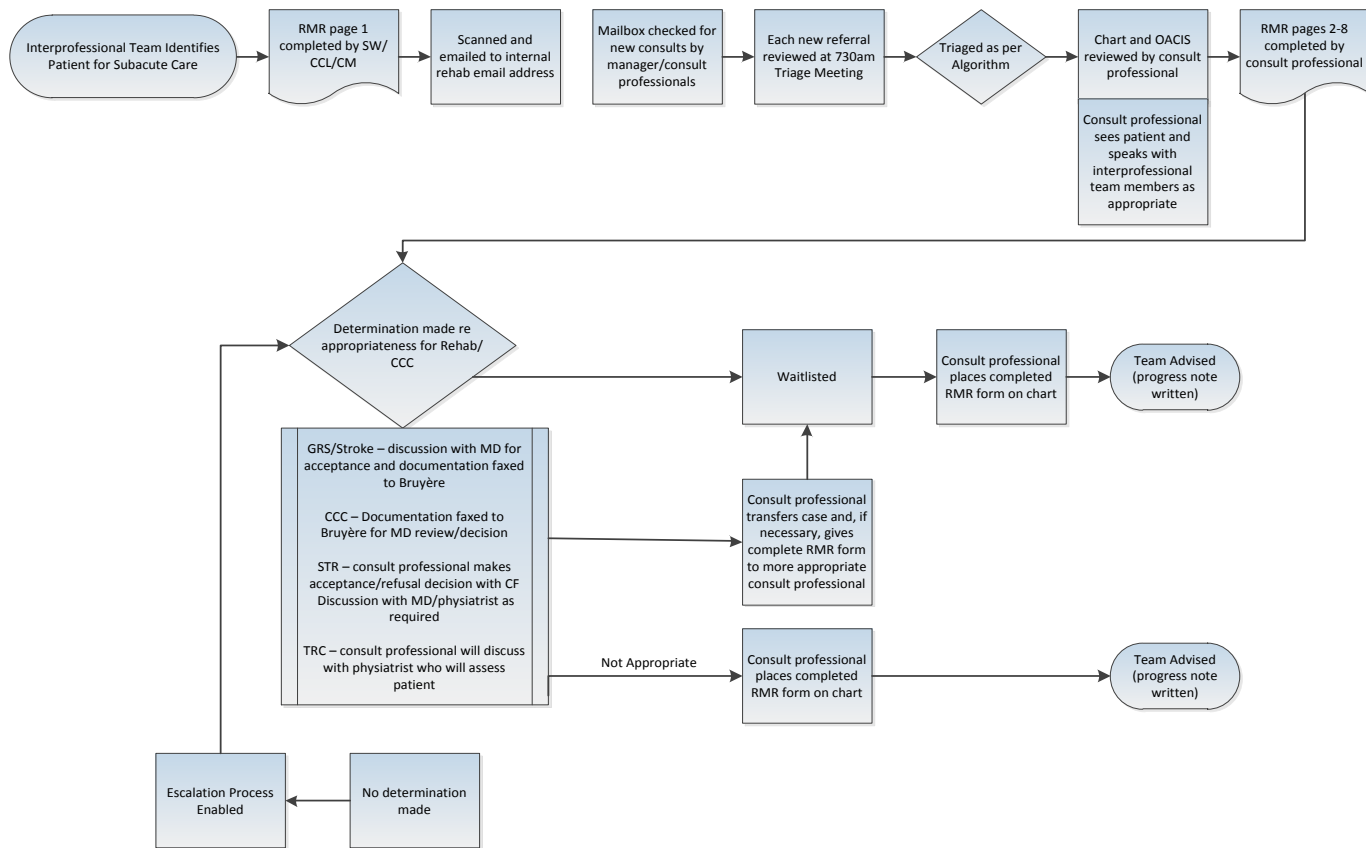 Interprofessional Team Identifies
Patient for Subacute Care
RMR page 1
completed by SW/
CCL/CM
Scanned and
emailed to internal
rehab email address
Mailbox checked for
new consults by
manager/consult
professionals
Each new referral
reviewed at 730am
Triage Meeting
Triaged as per
Algorithm
Chart and OACIS
reviewed by consult
professional
RMR pages 2-8
completed by
consult professional
Consult professional
sees patient and
speaks with
interprofessional
team members as
appropriate
Determination made re
appropriateness for Rehab/
CCC
Waitlisted
Consult professional
places completed
RMR form on chart
Team Advised
(progress note
written)
GRS/Stroke – discussion with MD for
acceptance and documentation faxed
to Bruyère
CCC – Documentation faxed to
Bruyère for MD review/decision
STR – consult professional makes
acceptance/refusal decision with CF
Discussion with MD/physiatrist as
required
TRC – consult professional will discuss
with physiatrist who will assess
patient
Consult professional
transfers case and, if
necessary, gives
complete RMR form
to more appropriate
consult professional
Not Appropriate
Consult professional
places completed
RMR form on chart
Team Advised
(progress note
written)
Escalation Process
Enabled
No determination
made